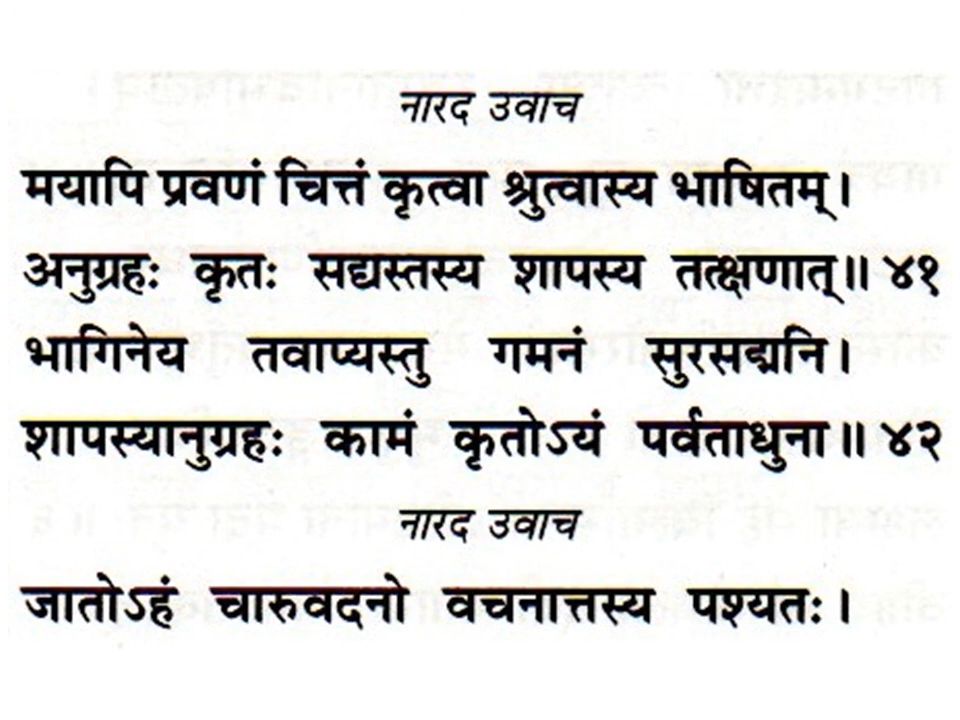 नारद उवाच
मयापि प्रवणं चित्तं कृत्वा श्रुत्वास्य भाषितम्।
अनुग्रहः कृतः सद्यस्तस्य शापस्य तत्क्षणात्॥ ४१
भागिनेय तवाप्यस्तु गमनं सुरसद्मनि।
शापस्यानुग्रहः कामं कृतोऽयं पर्वताधुना॥ ४२
नारद उवाच
जातोऽहं चारुवदनो वचनात्तस्य पश्यतः।